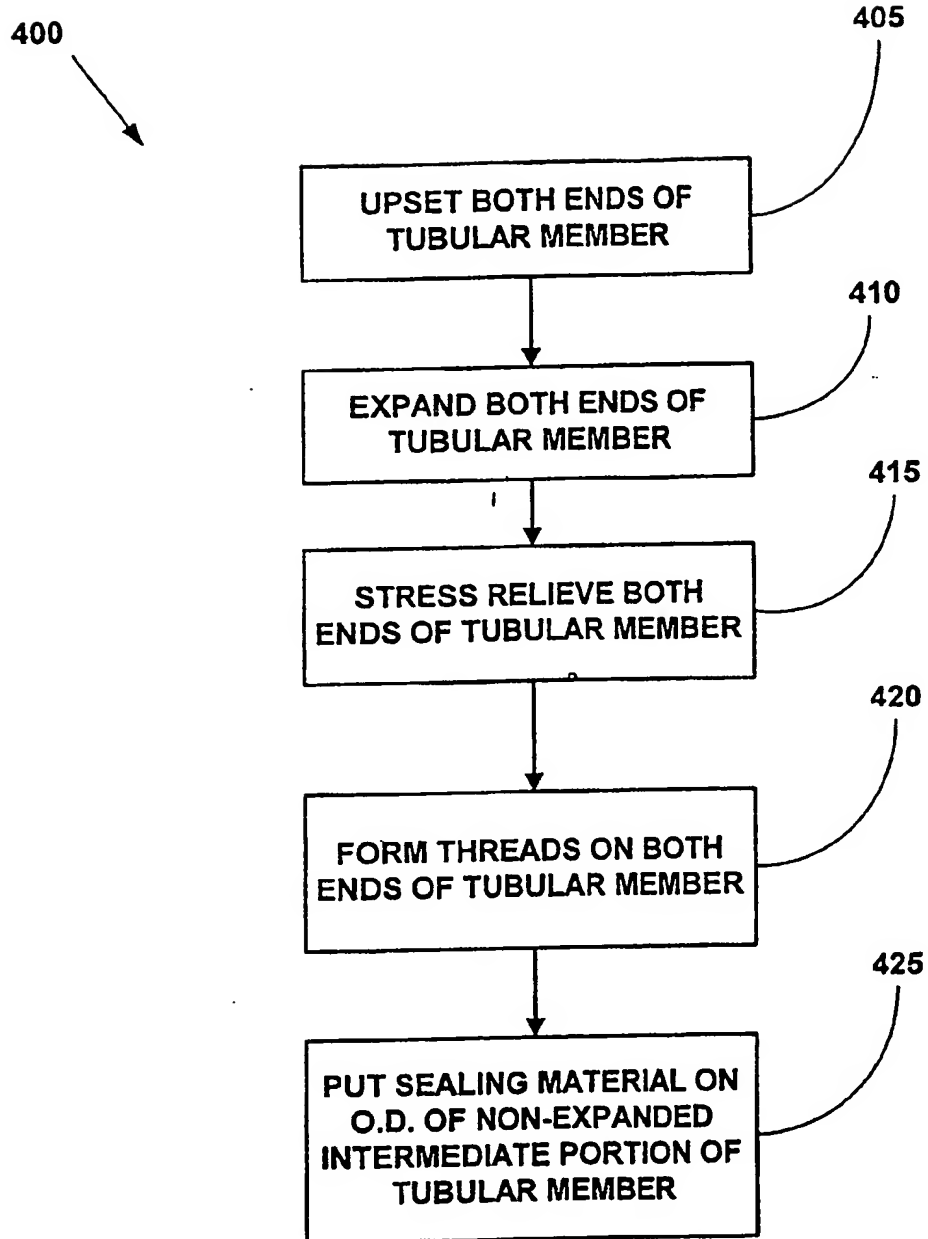 400
405
UPSET BOTH ENDS OF
TUBULAR MEMBER
410
EXPAND BOTH ENDS OF
TUBULAR MEMBER
415
STRESS RELIEVE BOTH
ENDS OF TUBULAR MEMBER
420
FORM THREADS ON BOTH
ENDS OF TUBULAR MEMBER
425
PUT SEALING MATERIAL ON
O.D. OF NON-EXPANDED
INTERMEDIATE PORTION OF
TUBULAR MEMBER